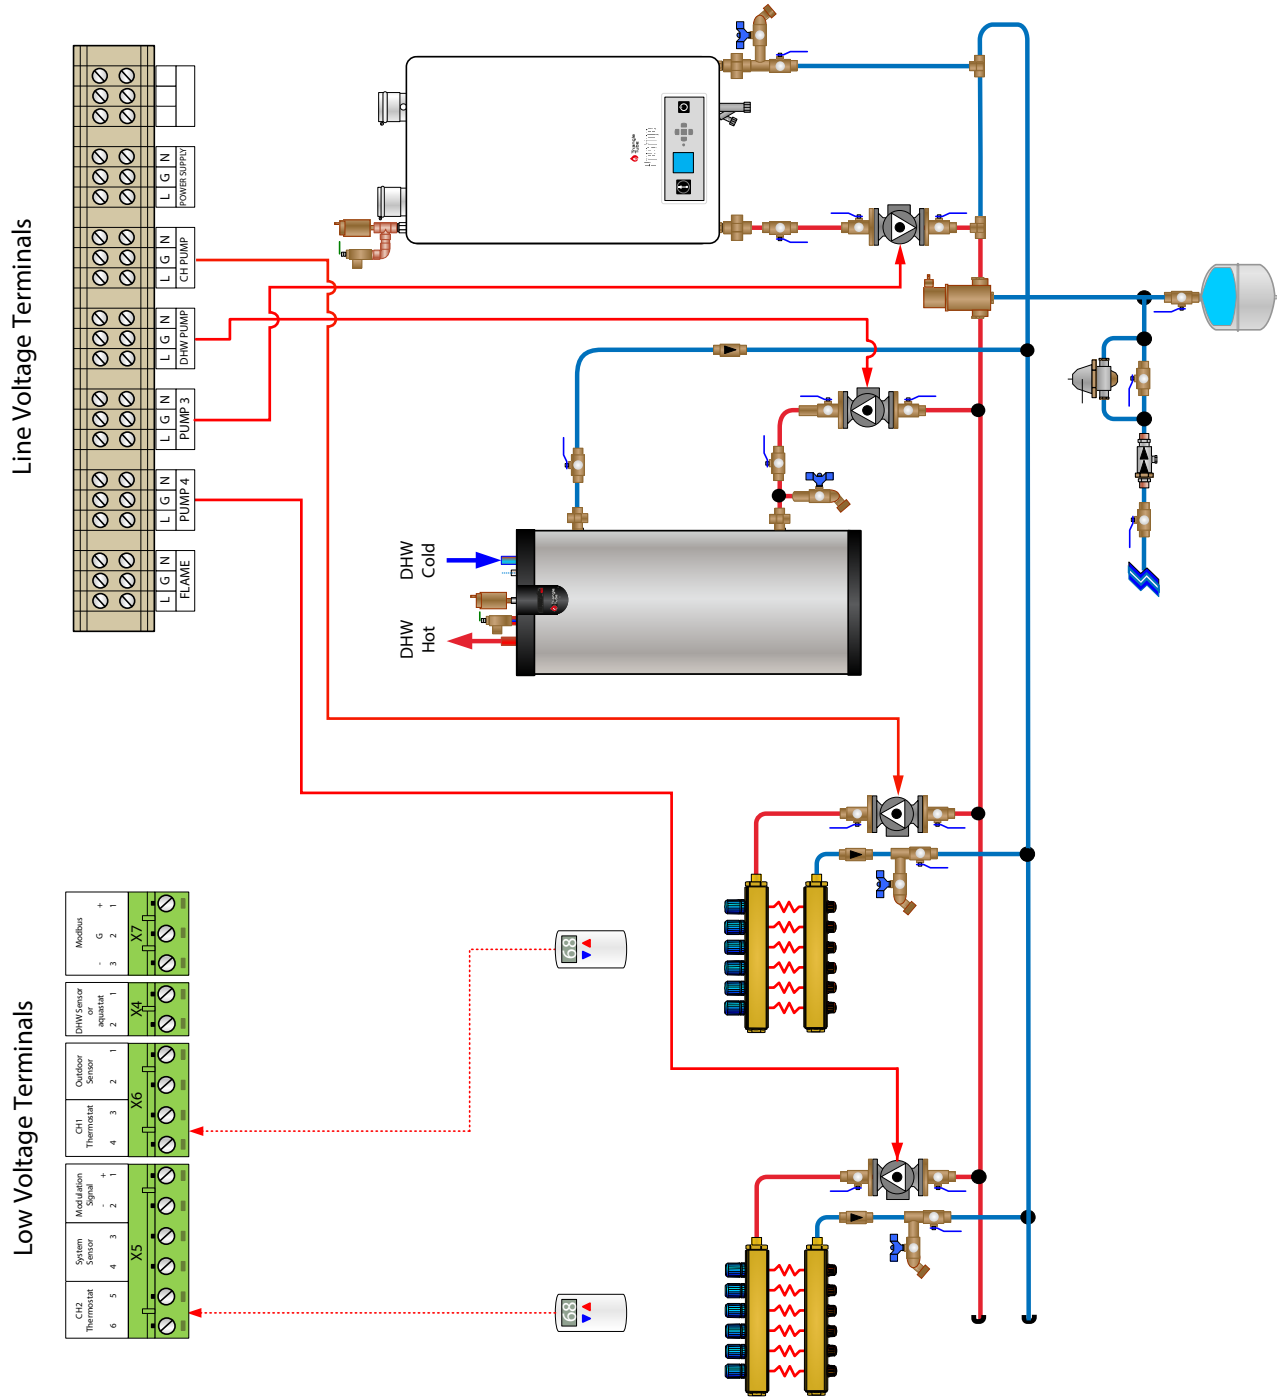 Low Voltage Terminals
CH2
Thermostat
6 5
System
Sensor
4 3
Modulation
Signal
- +
2 1
X5
CH1
Thermostat
4 3
Outdoor
Sensor
2 1
X6
DHW Sensor
or
aquastat
2 1
X4
Modbus
- G +
3 2 1
X7
Line Voltage Terminals
L G N
FLAME
L G N
PUMP 4
L G N
PUMP 3
L G N
DHW PUMP
L G N
CH PUMP
L G N
POWER SUPPLY
DHW
Hot
DHW
Cold
Triangle
Tube
68
68